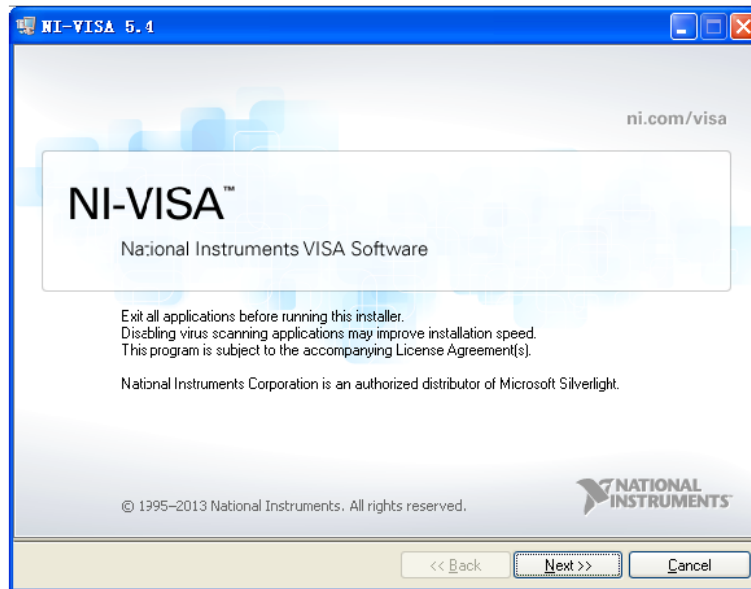 NI-VISA 5.4
ni.com/visa
NI-VISA™
National Instruments VISA Software
Exit all applications before running this installer.
Disabling virus scanning applications may improve installation speed.
This program is subject to the accompanying License Agreement(s).
National Instruments Corporation is an authorized distributor of Microsoft Silverlight.
© 1995–2013 National Instruments. All rights reserved.
NATIONAL
INSTRUMENTS™
<< Back
Next >>
Cancel